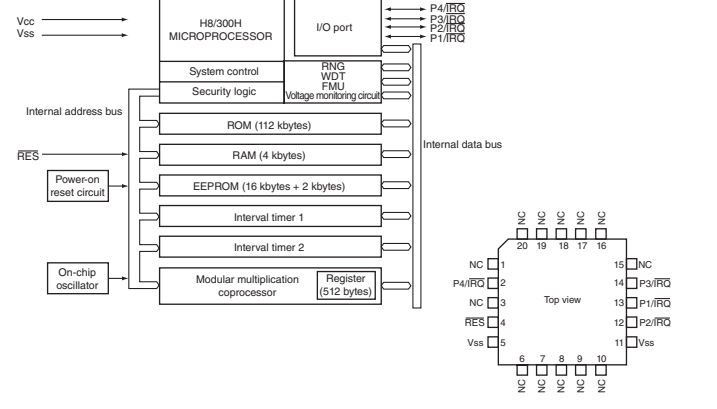 Vcc
Vss
H8/300H
MICROPROCESSOR
I/O port
P4/IRQ
P3/IRQ
P2/IRQ
P1/IRQ
System control
Security logic
RNG
WDT
FMU
Voltage monitoring circuit
Internal address bus
ROM (112 kbytes)
Internal data bus
RES
RAM (4 kbytes)
Power-on
reset circuit
EEPROM (16 kbytes + 2 kbytes)
Interval timer 1
Interval timer 2
On-chip
oscillator
Modular multiplication
coprocessor
Register
(512 bytes)
NC NC NC NC NC
20 19 18 17 16
NC 1 15 NC
P4/IRQ 2 14 P3/IRQ
NC 3 Top view 13 P1/IRQ
RES 4 12 P2/IRQ
Vss 5 11 Vss
6 7 8 9 10
NC NC NC NC NC